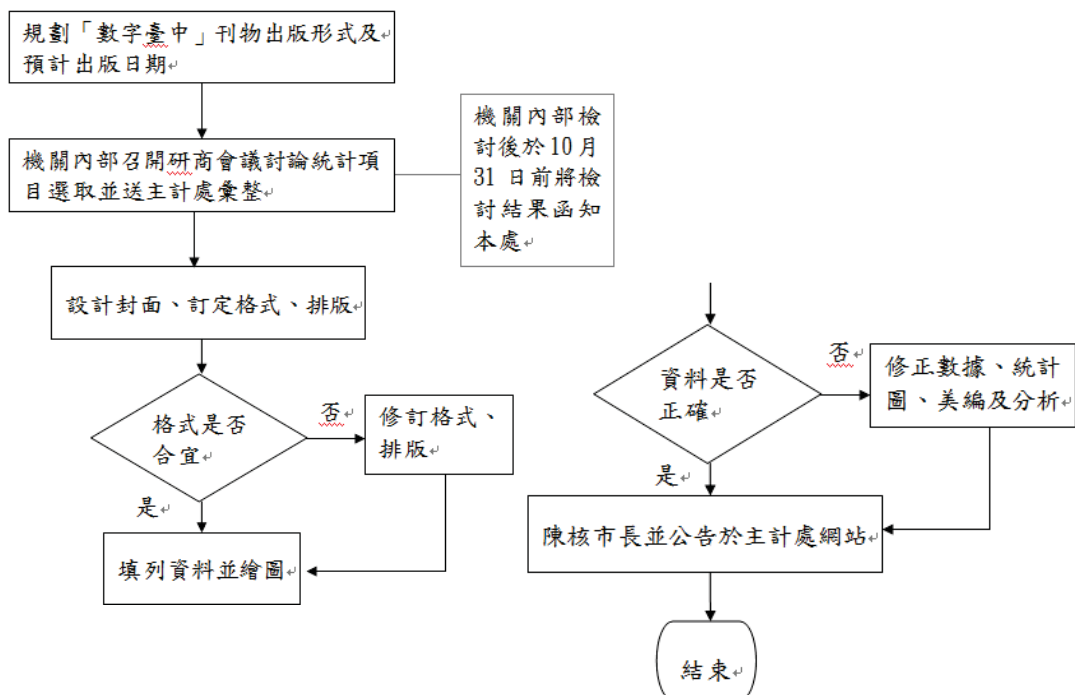 規劃「數字臺中」刊物出版形式及
預計出版日期
機關內部召開研商會議討論統計項
目選取並送主計處彙整
機關內部檢
討後於10月
31 日前將檢
討結果函知
本處
設計封面、訂定格式、排版
格式是否
合宜
否
修訂格式、
排版
是
填列資料並繪圖
資料是否
正確
否
修正數據、統計
圖、美編及分析
是
陳核市長並公告於主計處網站
結束